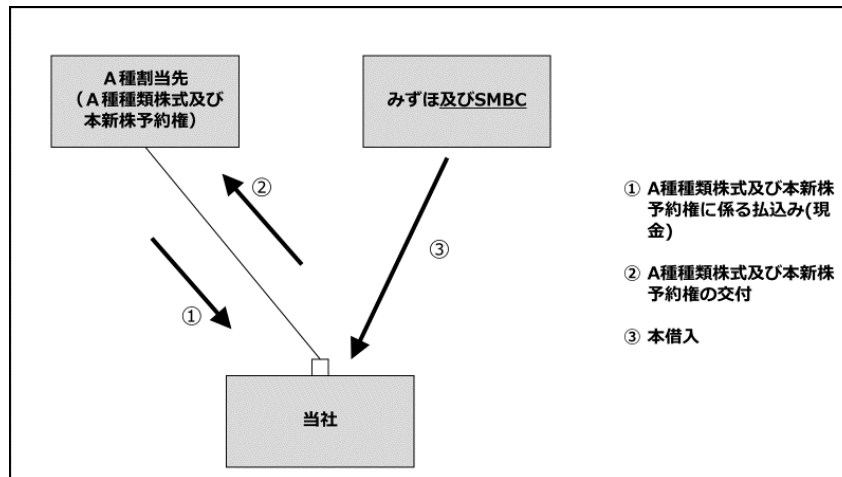 A種割当先
（A種種類株式及び
本新株予約権）
みずほ及びSMBC
②
③
①
当社
① A種種類株式及び本新株
予約権に係る払込み(現
金)
② A種種類株式及び本新株
予約権の交付
③ 本借入